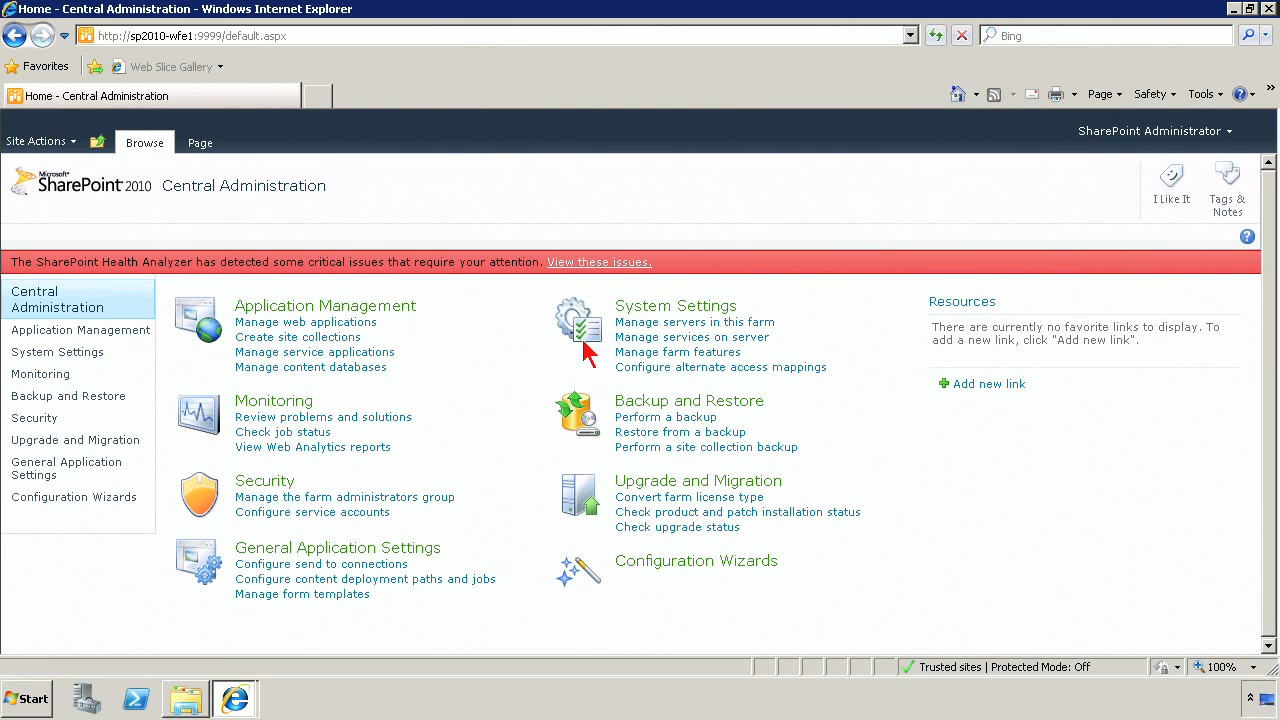 Home - Central Administration - Windows Internet Explorer
http://sp2010-wfe1:9999/default.aspx
Bing
Favorites
Web Slice Gallery
Home - Central Administration
Page
Safety
Tools
»
Site Actions
Browse
Page
SharePoint Administrator
Microsoft
SharePoint 2010
Central Administration
I Like It
Tags &
Notes
The SharePoint Health Analyzer has detected some critical issues that require your attention. View these issues.
Central
Administration
Application Management
System Settings
Monitoring
Backup and Restore
Security
Upgrade and Migration
General Application
Settings
Configuration Wizards
Application Management
Manage web applications
Create site collections
Manage service applications
Manage content databases
Monitoring
Review problems and solutions
Check job status
View Web Analytics reports
Security
Manage the farm administrators group
Configure service accounts
General Application Settings
Configure send to connections
Configure content deployment paths and jobs
Manage form templates
System Settings
Manage servers in this farm
Manage services on server
Manage farm features
Configure alternate access mappings
Backup and Restore
Perform a backup
Restore from a backup
Perform a site collection backup
Upgrade and Migration
Convert farm license type
Check product and patch installation status
Check upgrade status
Configuration Wizards
Resources
There are currently no favorite links to display. To
add a new link, click "Add new link".
Add new link
Trusted sites | Protected Mode: Off
100%
Start